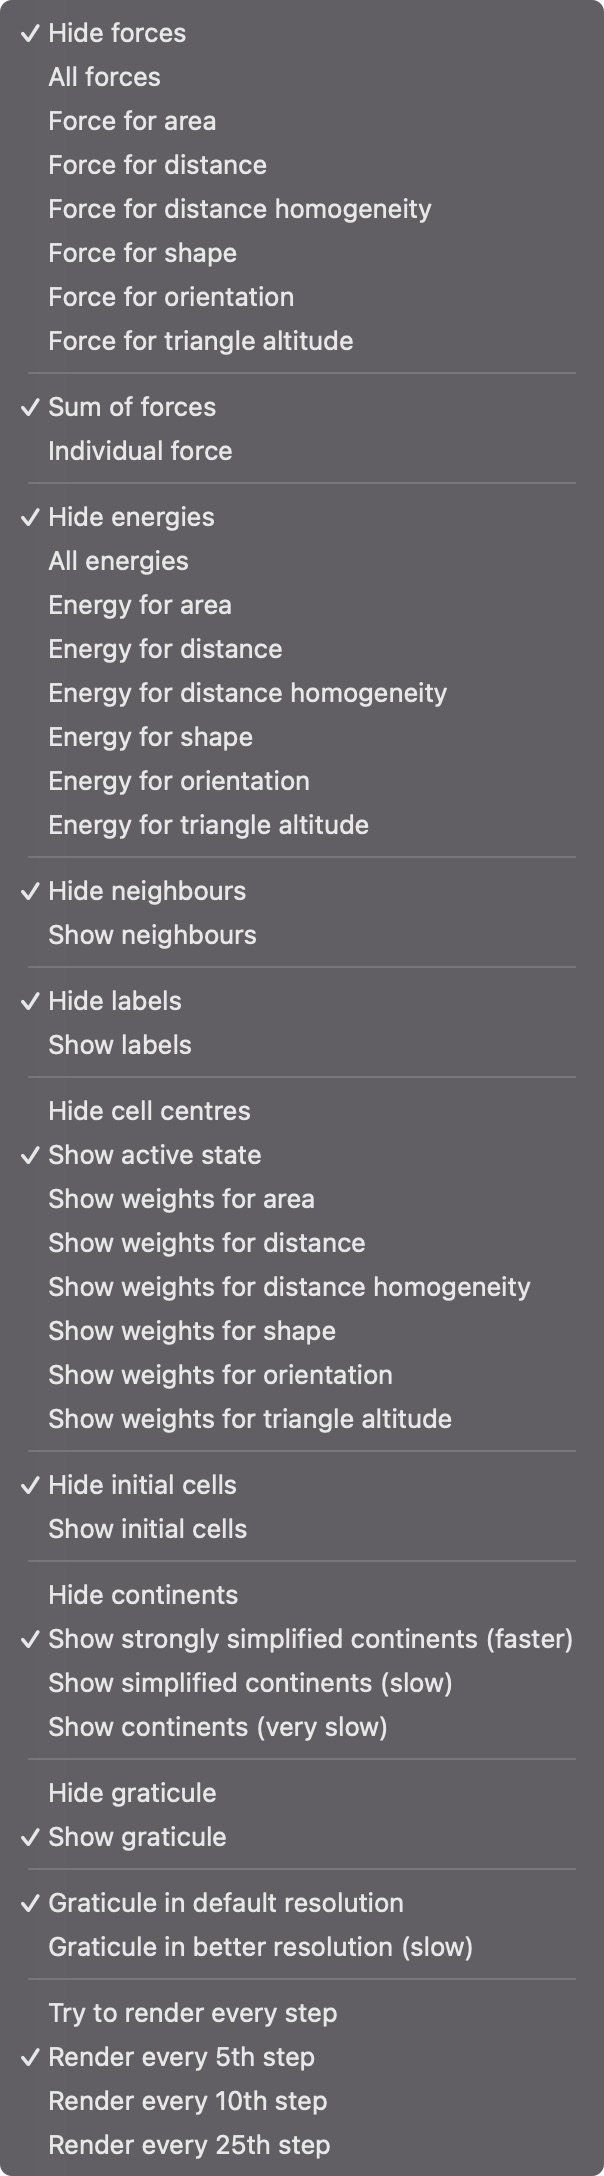 ✓ Hide forces
All forces
Force for area
Force for distance
Force for distance homogeneity
Force for shape
Force for orientation
Force for triangle altitude
✓ Sum of forces
Individual force
✓ Hide energies
All energies
Energy for area
Energy for distance
Energy for distance homogeneity
Energy for shape
Energy for orientation
Energy for triangle altitude
✓ Hide neighbours
Show neighbours
✓ Hide labels
Show labels
Hide cell centres
✓ Show active state
Show weights for area
Show weights for distance
Show weights for distance homogeneity
Show weights for shape
Show weights for orientation
Show weights for triangle altitude
✓ Hide initial cells
Show initial cells
Hide continents
✓ Show strongly simplified continents (faster)
Show simplified continents (slow)
Show continents (very slow)
Hide graticule
✓ Show graticule
✓ Graticule in default resolution
Graticule in better resolution (slow)
Try to render every step
✓ Render every 5th step
Render every 10th step
Render every 25th step